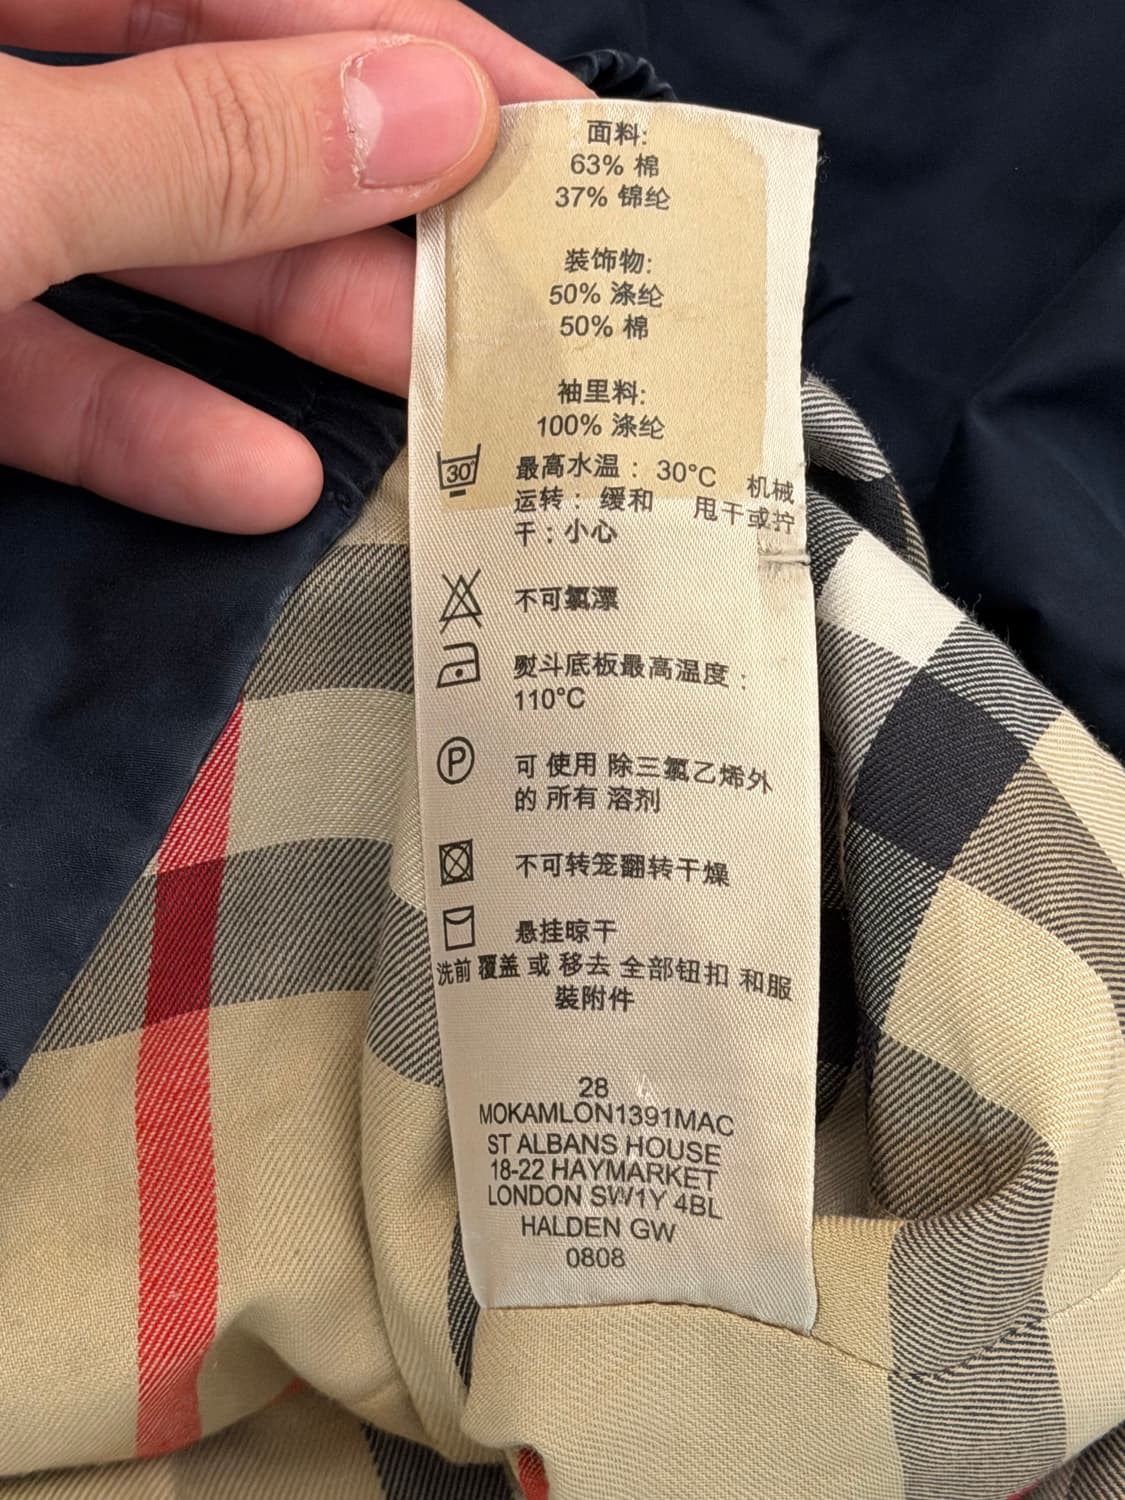 面料:
63% 棉
37% 锦纶
装饰物:
50% 涤纶
50% 棉
袖里料:
100% 涤纶
30°
最高水温： 30°C 机械
运转： 缓和 甩干或拧
干：小心
不可氯漂
熨斗底板最高温度：
110°C
P
可 使用 除三氯乙烯外
的 所有 溶剂
不可转笼翻转干燥
悬挂晾干
洗前 覆盖 或 移去 全部钮扣 和服
裝附件
28
MOKAMLON1391MAC
ST ALBANS HOUSE
18-22 HAYMARKET
LONDON SW1Y 4BL
HALDEN GW
0808